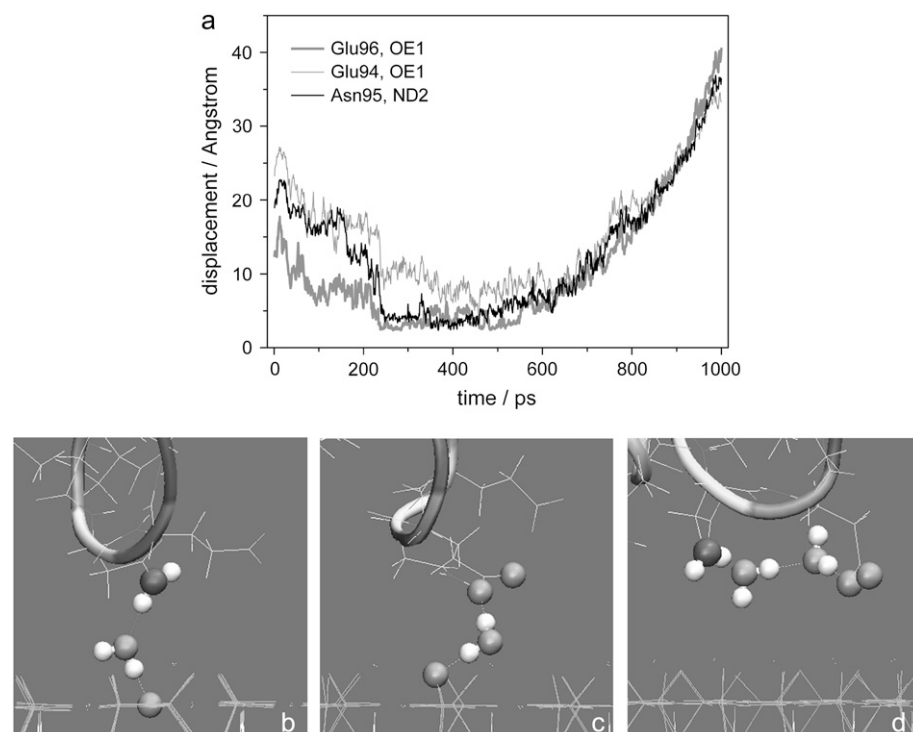 a
Glu96, OE1
Glu94, OE1
Asn95, ND2
displacement / Angstrom
40
30
20
10
0
0 200 400 600 800 1000
time / ps
b c d